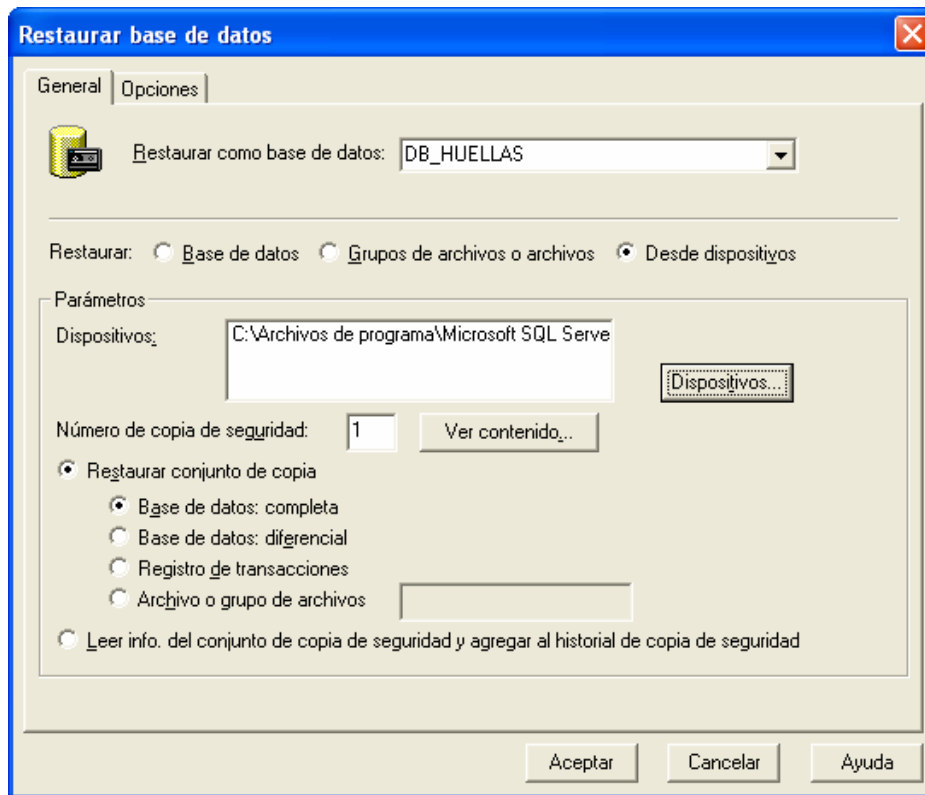 Restaurar base de datos
General Opciones
Restaurar como base de datos: DB_HUELLAS
Restaurar: Base de datos Grupos de archivos o archivos Desde dispositivos
Parámetros
Dispositivos: C:\Archivos de programa\Microsoft SQL Serve
Dispositivos...
Número de copia de seguridad: 1 Ver contenido...
Restaurar conjunto de copia
Base de datos: completa
Base de datos: diferencial
Registro de transacciones
Archivo o grupo de archivos
Leer info. del conjunto de copia de seguridad y agregar al historial de copia de seguridad
Aceptar Cancelar Ayuda